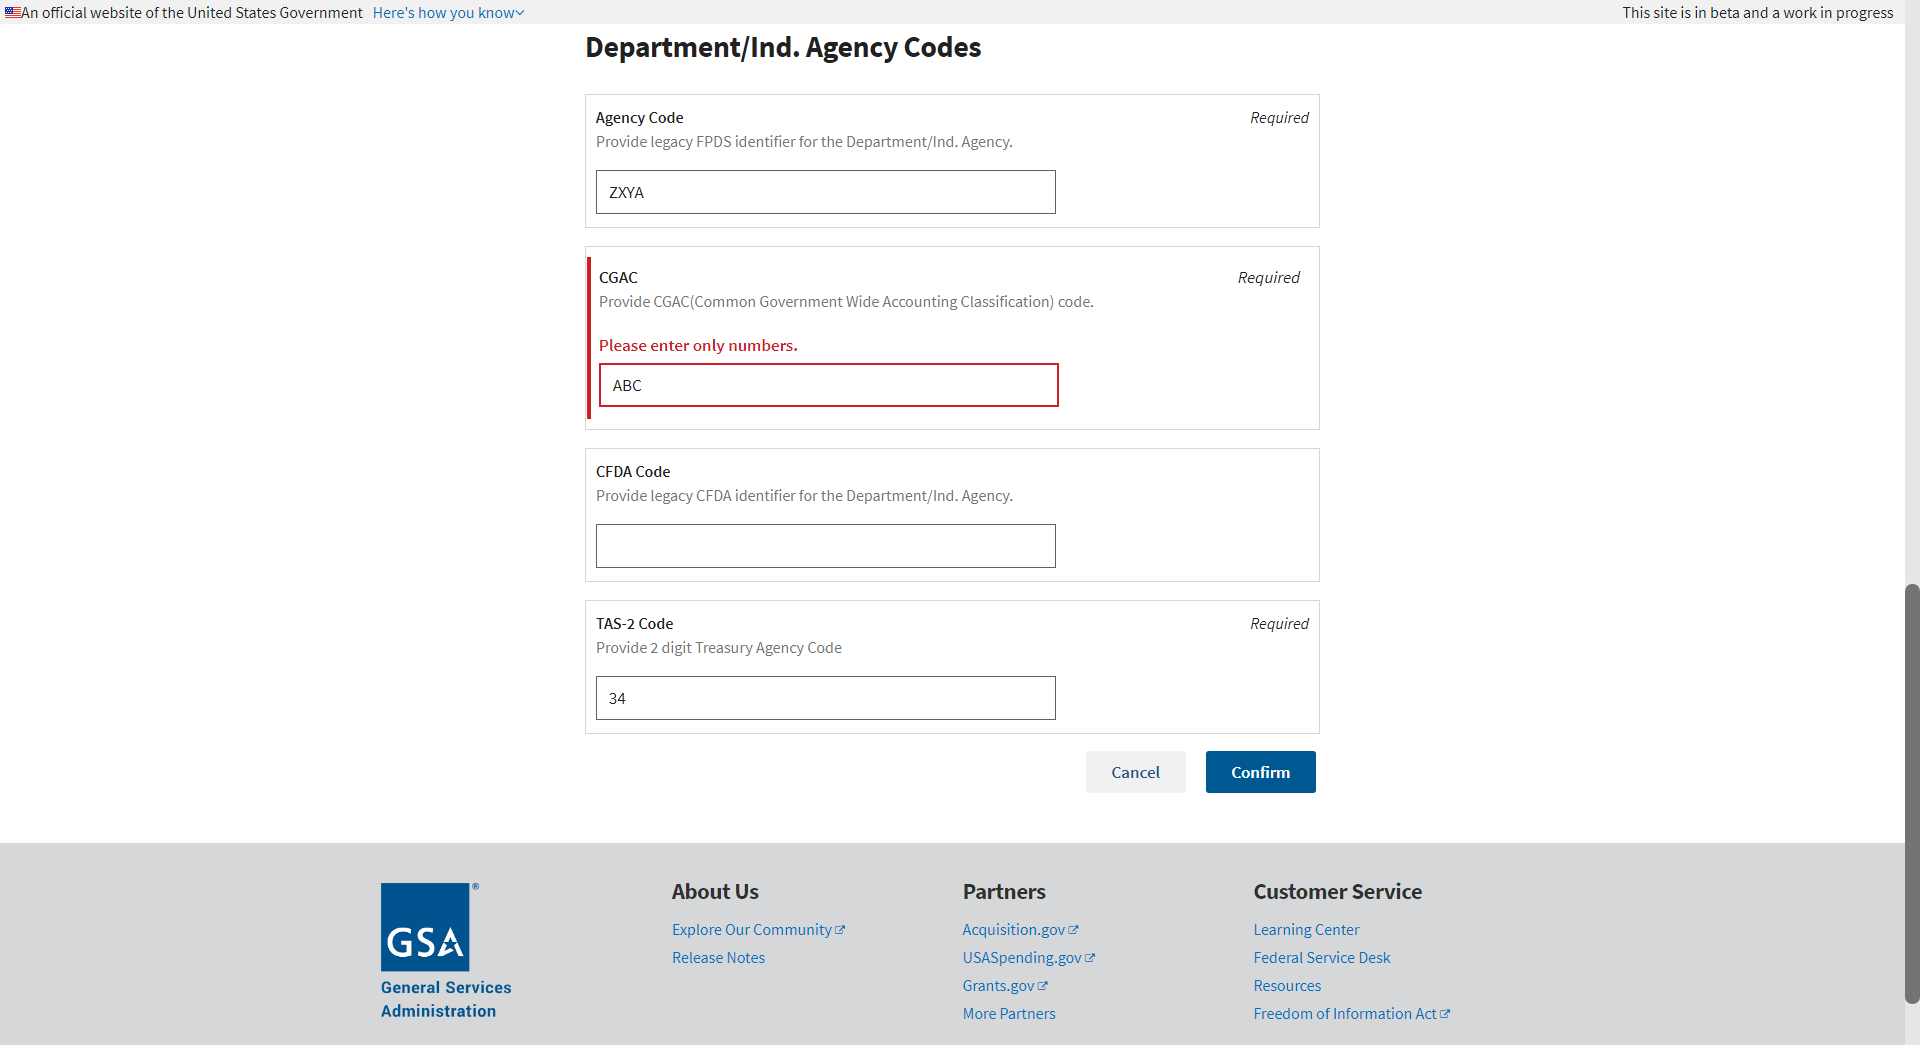 An official website of the United States Government Here's how you know
This site is in beta and a work in progress
Department/Ind. Agency Codes
Agency Code
Required
Provide legacy FPDS identifier for the Department/Ind. Agency.
ZXYA
CGAC
Required
Provide CGAC(Common Government Wide Accounting Classification) code.
Please enter only numbers.
ABC
CFDA Code
Provide legacy CFDA identifier for the Department/Ind. Agency.
TAS-2 Code
Required
Provide 2 digit Treasury Agency Code
34
Cancel
Confirm
GSA®
General Services
Administration
About Us
Explore Our Community
Release Notes
Partners
Acquisition.gov
USASpending.gov
Grants.gov
More Partners
Customer Service
Learning Center
Federal Service Desk
Resources
Freedom of Information Act